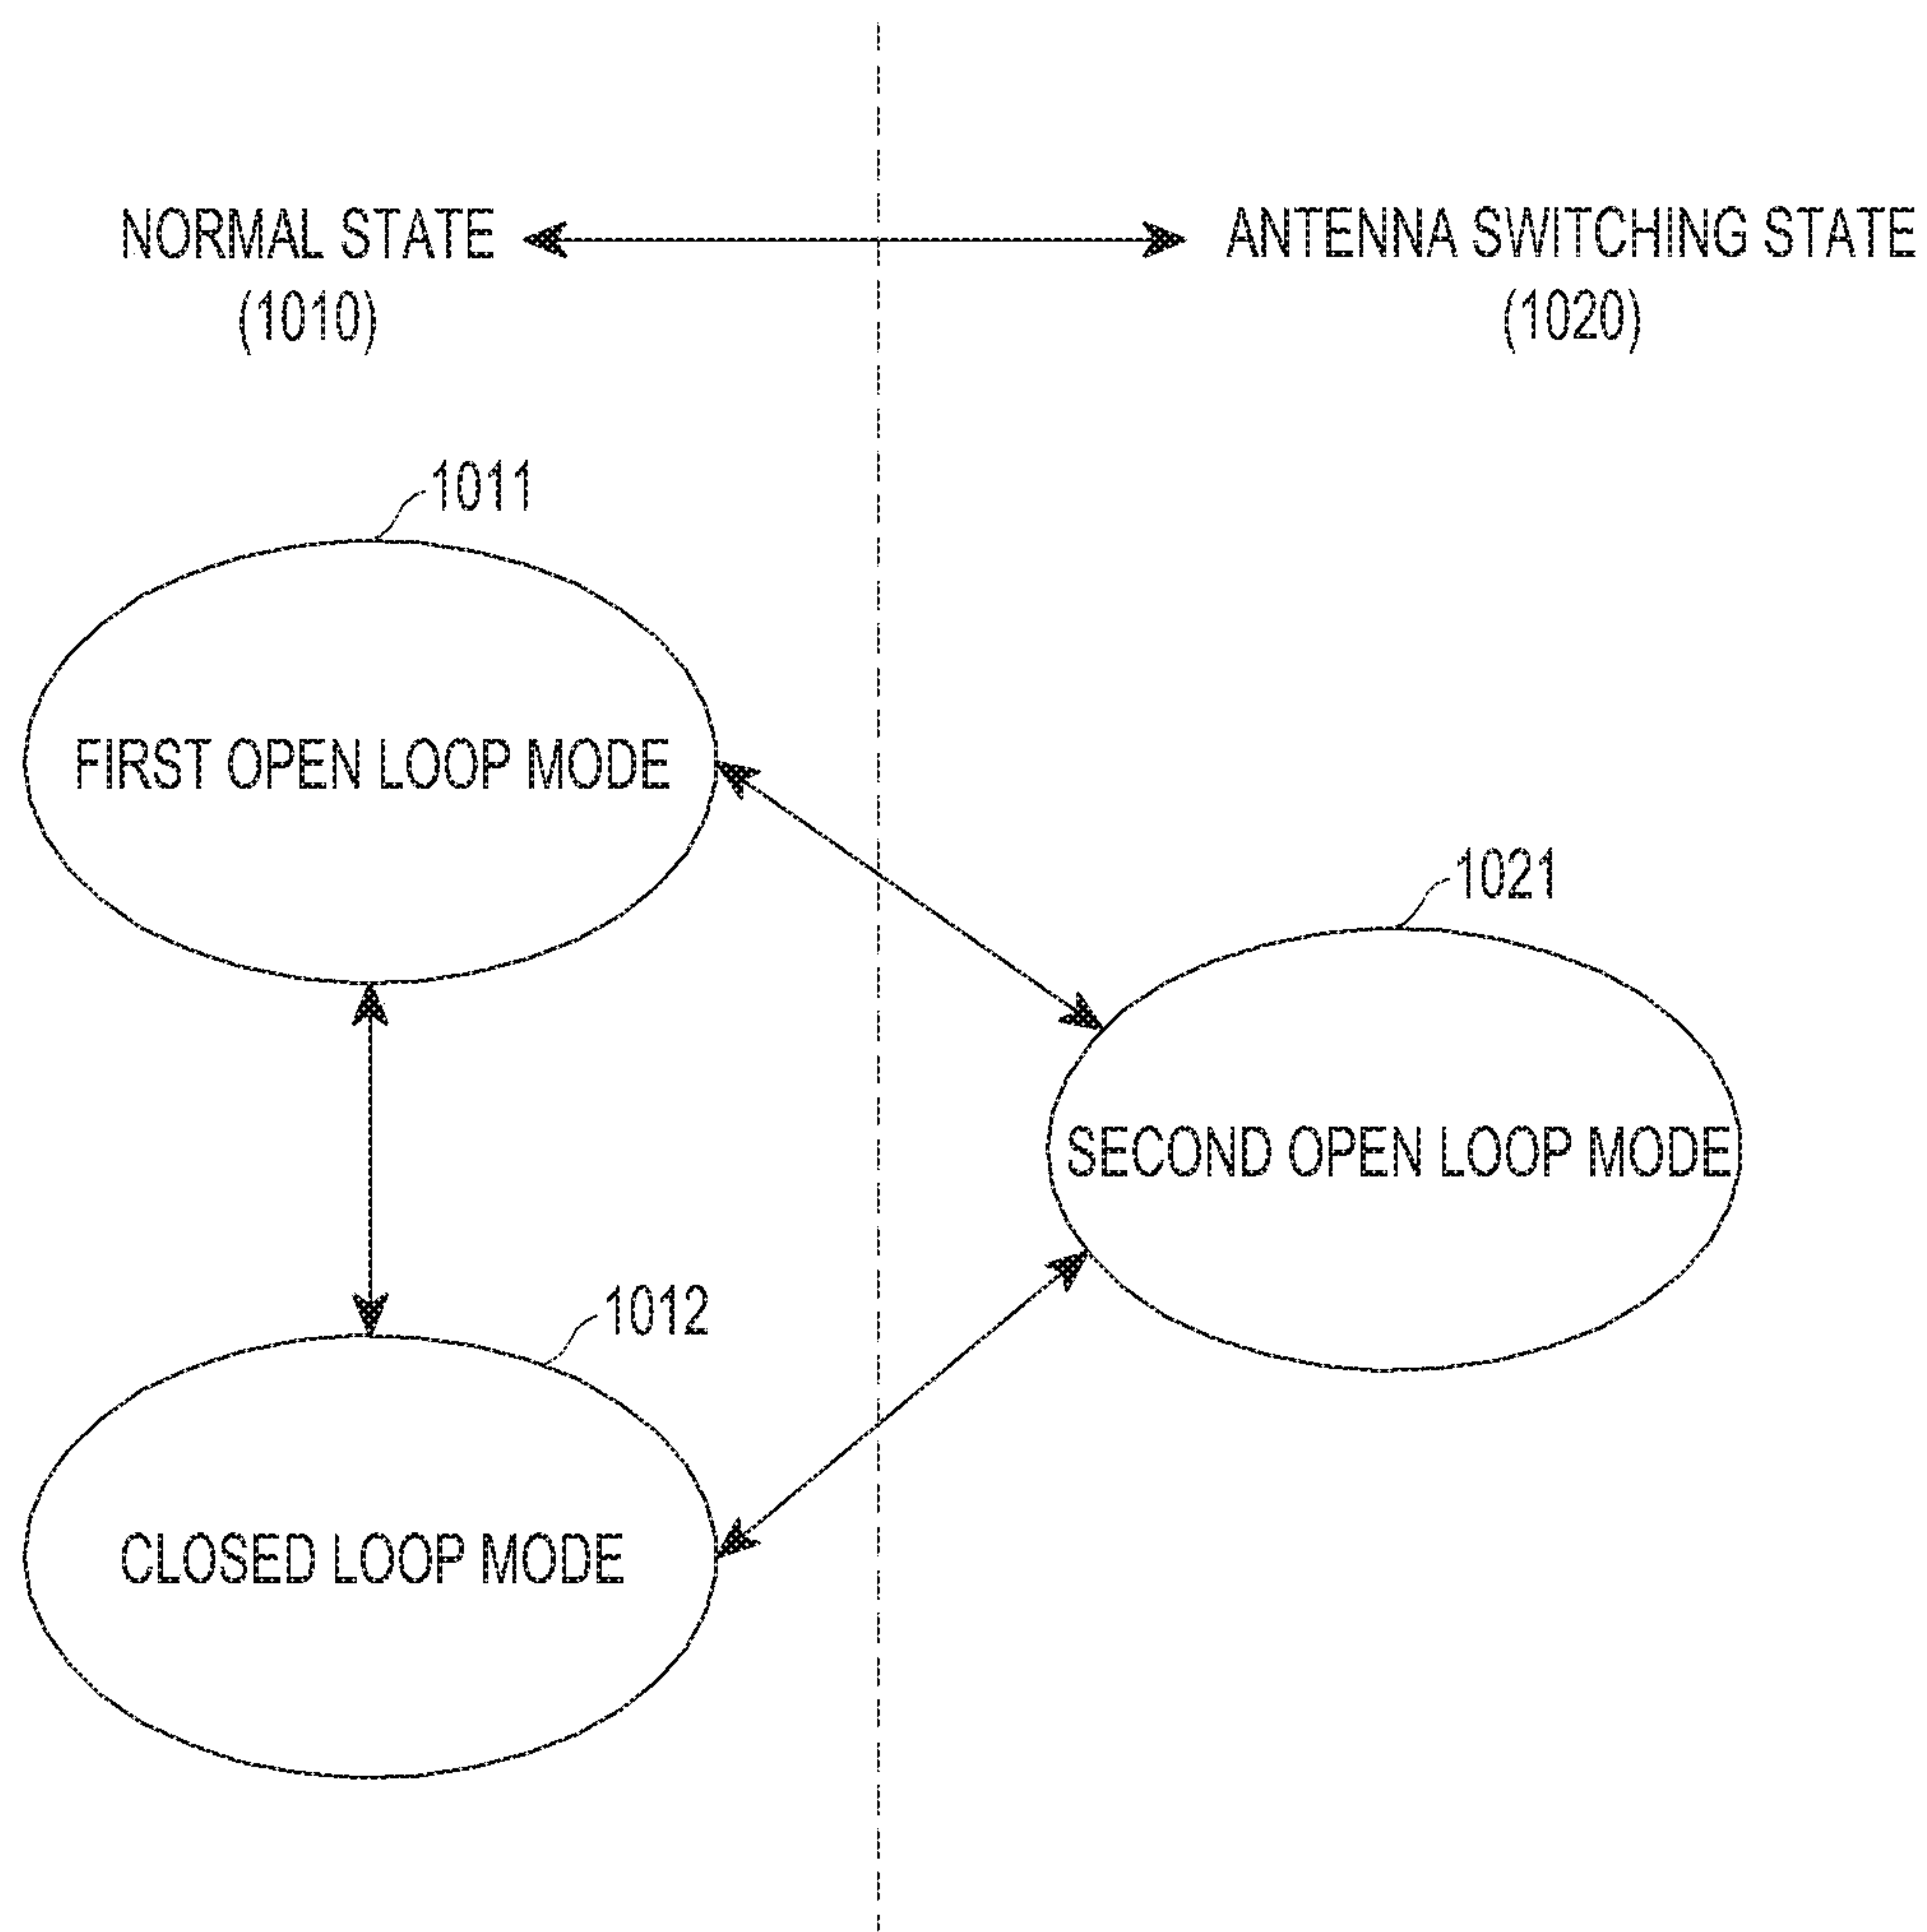 NORMAL STATE
(1010)
ANTENNA SWITCHING STATE
(1020)
1011
FIRST OPEN LOOP MODE
1021
SECOND OPEN LOOP MODE
1012
CLOSED LOOP MODE